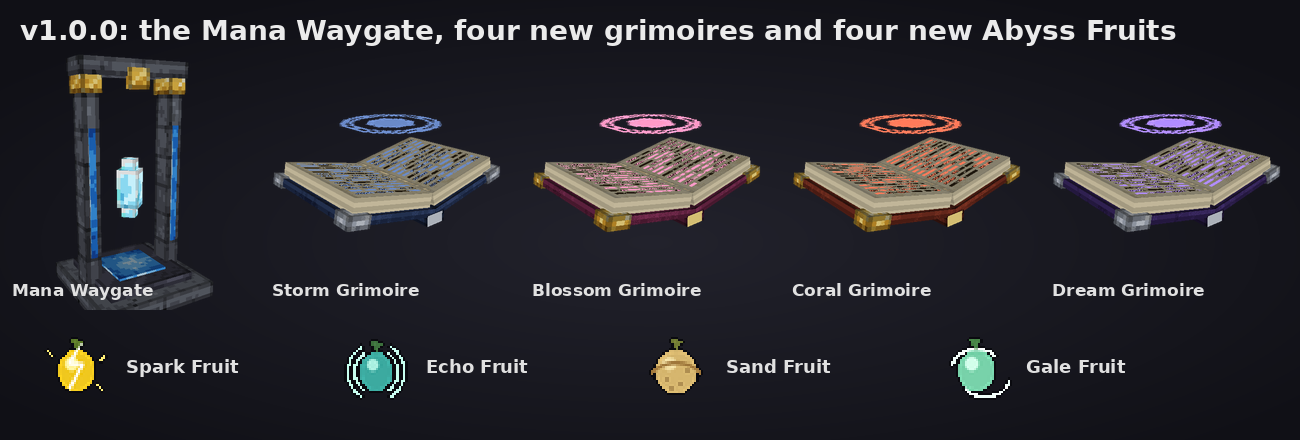 v1.0.0: the Mana Waygate, four new grimoires and four new Abyss Fruits
Mana Waygate
Storm Grimoire
Blossom Grimoire
Coral Grimoire
Dream Grimoire
Spark Fruit
Echo Fruit
Sand Fruit
Gale Fruit